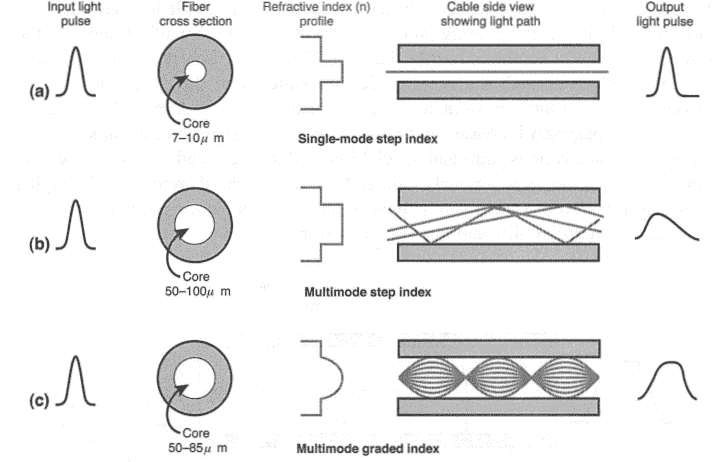 Input light
pulse
Fiber
cross section
Refractive index (n)
profile
Cable side view
showing light path
Output
light pulse
(a)
Core
7–10μ m
Single-mode step index
(b)
Core
50–100μ m
Multimode step index
(c)
Core
50–85μ m
Multimode graded index